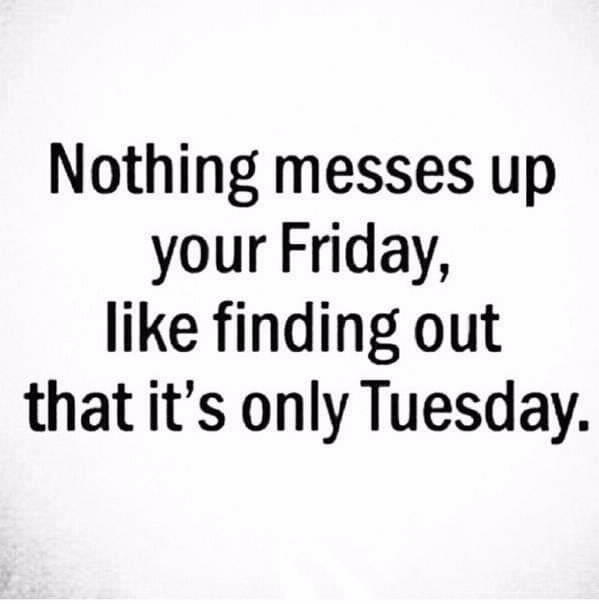 Nothing messes up
your Friday,
like finding out
that it's only Tuesday.